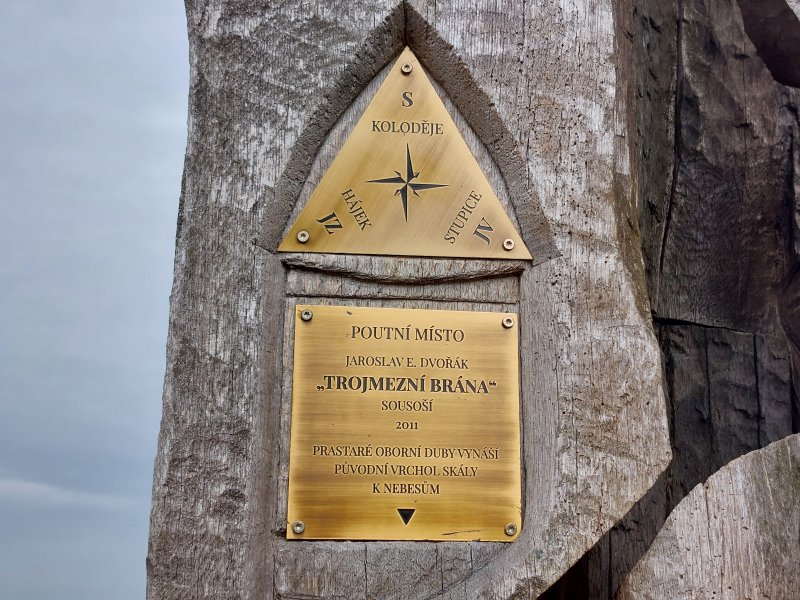 S
KOLODĚJE
HÁJEK
JZ
STUPICE
JV
POUTNÍ MÍSTO
JAROSLAV E. DVOŘÁK
„TROJMEZNÍ BRÁNA“
SOUSOŠÍ
2011
PRASTARÉ OBORNÍ DUBY VYNÁŠÍ
PŮVODNÍ VRCHOL SKÁLY
K NEBESŮM